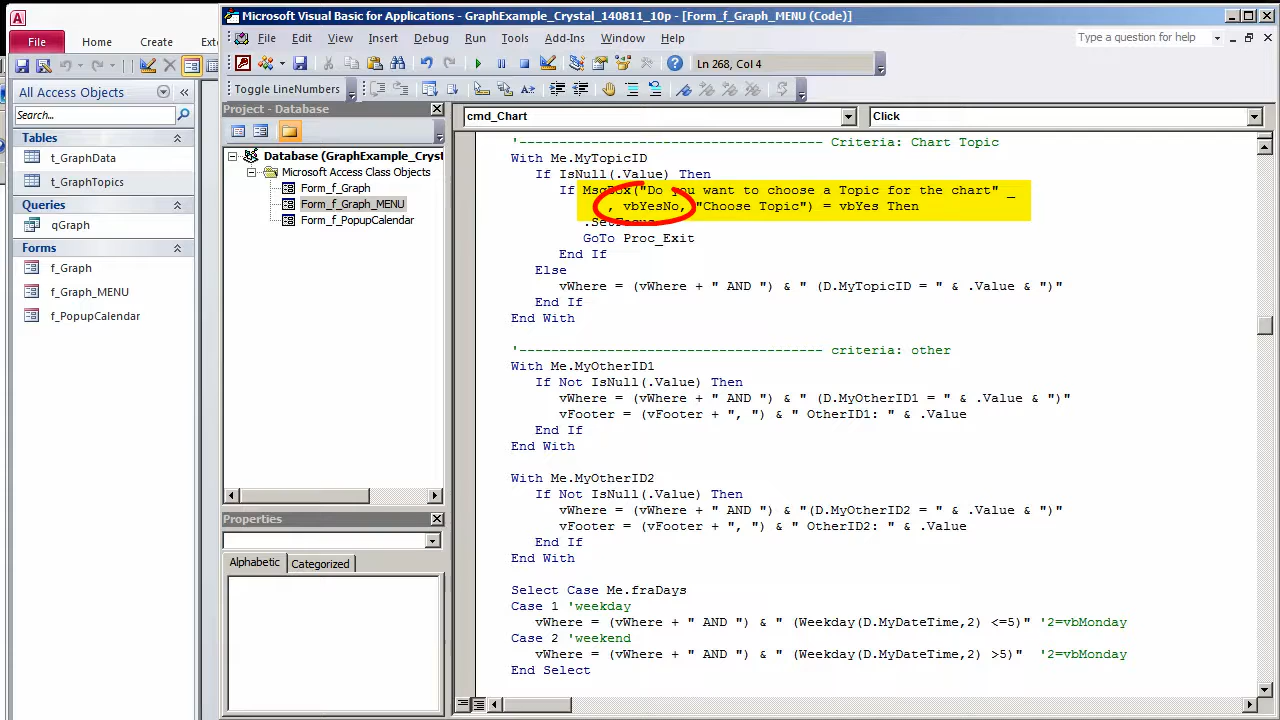 Microsoft Visual Basic for Applications - GraphExample_Crystal_140811_10p - [Form_f_Graph_MENU (Code)]
File Home Create
File Edit View Insert Debug Run Tools Add-Ins Window Help
Type a question for help
Ln 268, Col 4
Toggle LineNumbers
All Access Objects
Search...
Tables
t_GraphData
t_GraphTopics
Queries
qGraph
Forms
f_Graph
f_Graph_MENU
f_PopupCalendar
Project - Database
Database (GraphExample_Cryst
Microsoft Access Class Objects
Form_f_Graph
Form_f_Graph_MENU
Form_f_PopupCalendar
Properties
Alphabetic Categorized
cmd_Chart
Click
'-------------------------------------- Criteria: Chart Topic
With Me.MyTopicID
If IsNull(.Value) Then
If MsgBox("Do you want to choose a Topic for the chart" _
, vbYesNo, "Choose Topic") = vbYes Then
.SetFocus
GoTo Proc_Exit
End If
Else
vWhere = (vWhere + " AND ") & " (D.MyTopicID = " & .Value & ")"
End If
End With
'-------------------------------------- criteria: other
With Me.MyOtherID1
If Not IsNull(.Value) Then
vWhere = (vWhere + " AND ") & " (D.MyOtherID1 = " & .Value & ")"
vFooter = (vFooter + ", ") & " OtherID1: " & .Value
End If
End With
With Me.MyOtherID2
If Not IsNull(.Value) Then
vWhere = (vWhere + " AND ") & "(D.MyOtherID2 = " & .Value & ")"
vFooter = (vFooter + ", ") & " OtherID2: " & .Value
End If
End With
Select Case Me.fraDays
Case 1 'weekday
vWhere = (vWhere + " AND ") & " (Weekday(D.MyDateTime,2) <=5)" '2=vbMonday
Case 2 'weekend
vWhere = (vWhere + " AND ") & " (Weekday(D.MyDateTime,2) >5)" '2=vbMonday
End Select